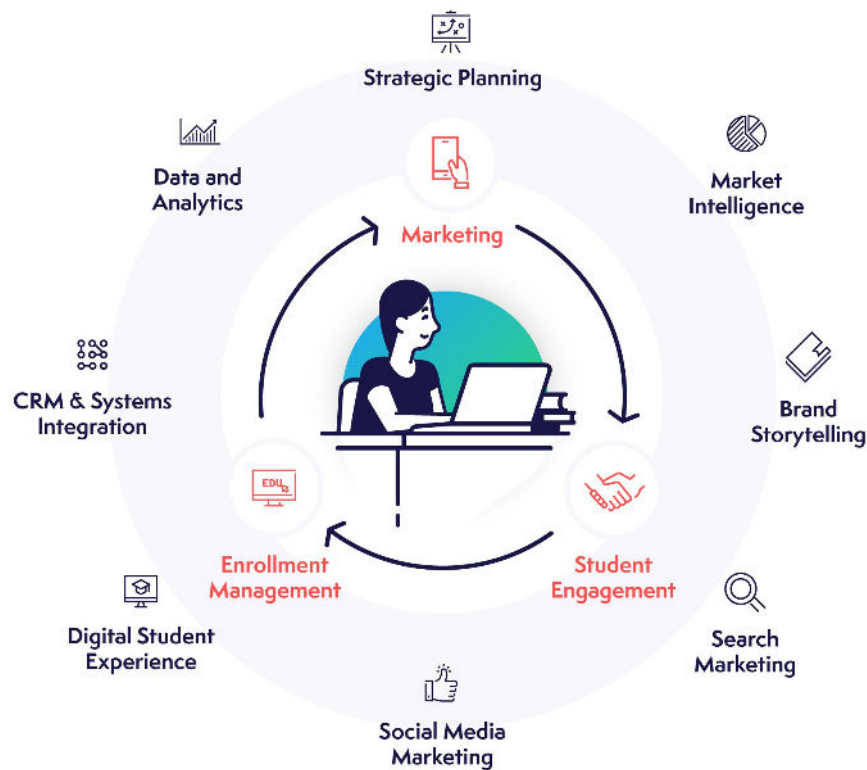 Strategic Planning
Data and
Analytics
Market
Intelligence
Marketing
CRM & Systems
Integration
Brand
Storytelling
EDU
Enrollment
Management
Student
Engagement
Digital Student
Experience
Search
Marketing
Social Media
Marketing